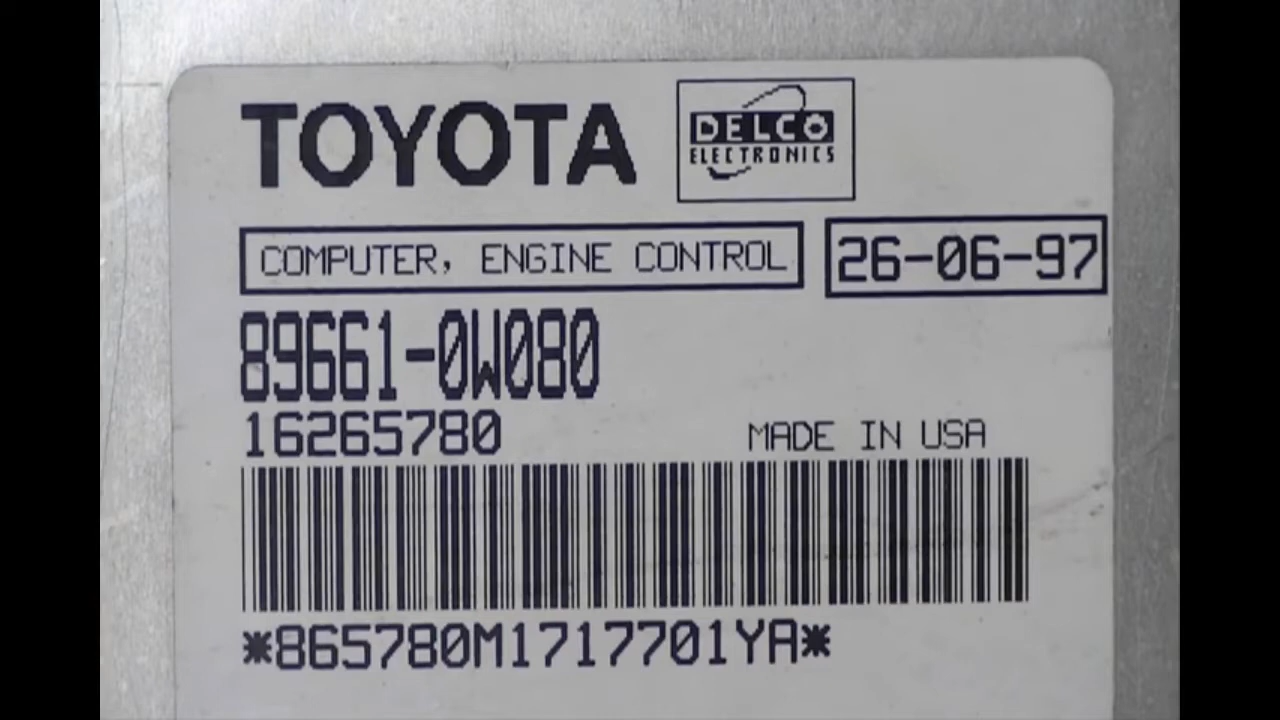 TOYOTA
DELCO
ELECTRONICS
COMPUTER, ENGINE CONTROL
26-06-97
89661-0W080
16265780
MADE IN USA
*865780M1717701YA*